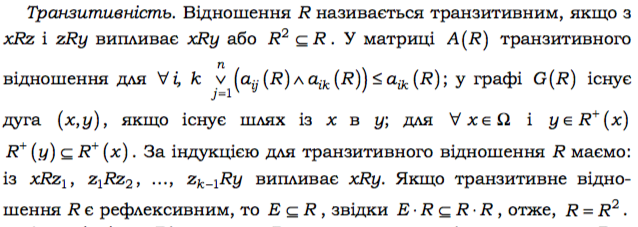 Транзитивність. Відношення R називається транзитивним, якщо з
xRz і zRy випливає xRy або R² ⊆ R. У матриці A(R) транзитивного
відношення для ∀ i, k ⋁ⁿⱼ₌₁ (aᵢⱼ(R) ∧ aᵢₖ(R)) ≤ aᵢₖ(R); у графі G(R) існує
дуга (x,y), якщо існує шлях із x в y; для ∀ x ∈ Ω і y ∈ R⁺(x)
R⁺(y) ⊆ R⁺(x). За індукцією для транзитивного відношення R маємо:
із xRz₁, z₁Rz₂, ..., zₖ₋₁Ry випливає xRy. Якщо транзитивне відно-
шення R є рефлексивним, то E ⊆ R, звідки E·R ⊆ R·R, отже, R = R².